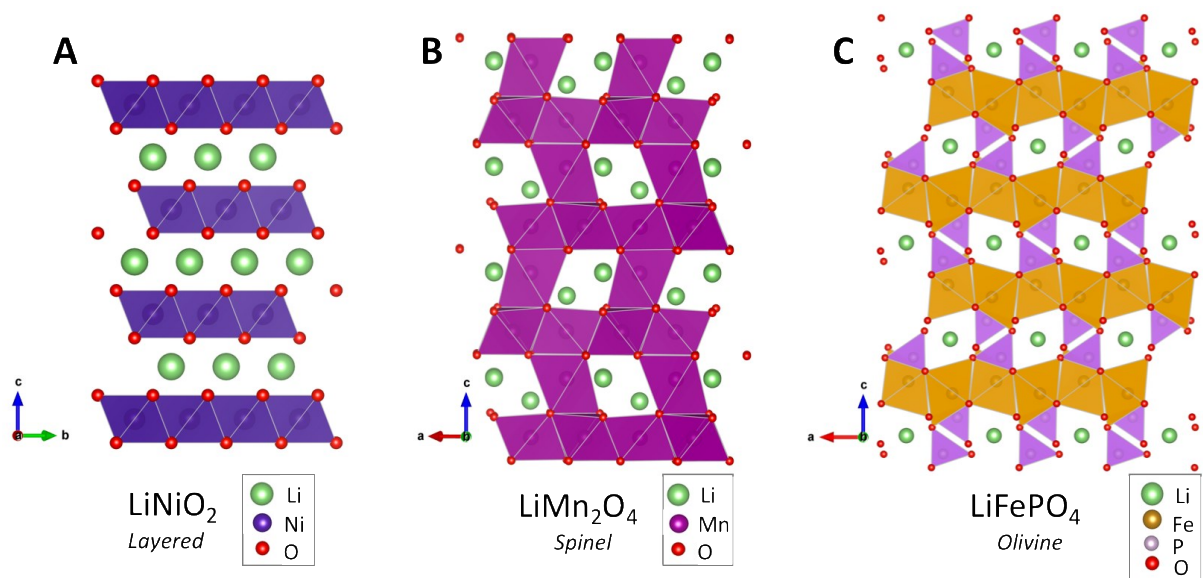 A
c
a
b
LiNiO₂
Layered
Li
Ni
O
B
c
a
b
LiMn₂O₄
Spinel
Li
Mn
O
C
c
a
b
LiFePO₄
Olivine
Li
Fe
P
O